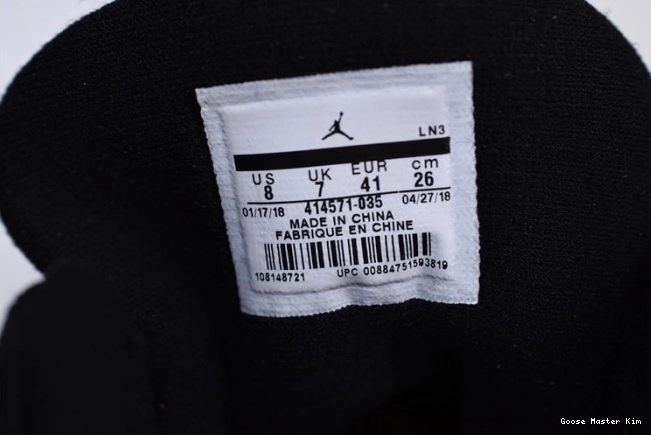 LN3
US UK EUR cm
8 7 41 26
01/17/18 414571-035 04/27/18
MADE IN CHINA
FABRIQUE EN CHINE
108148721 UPC 00884751593819
Goose Master Kim